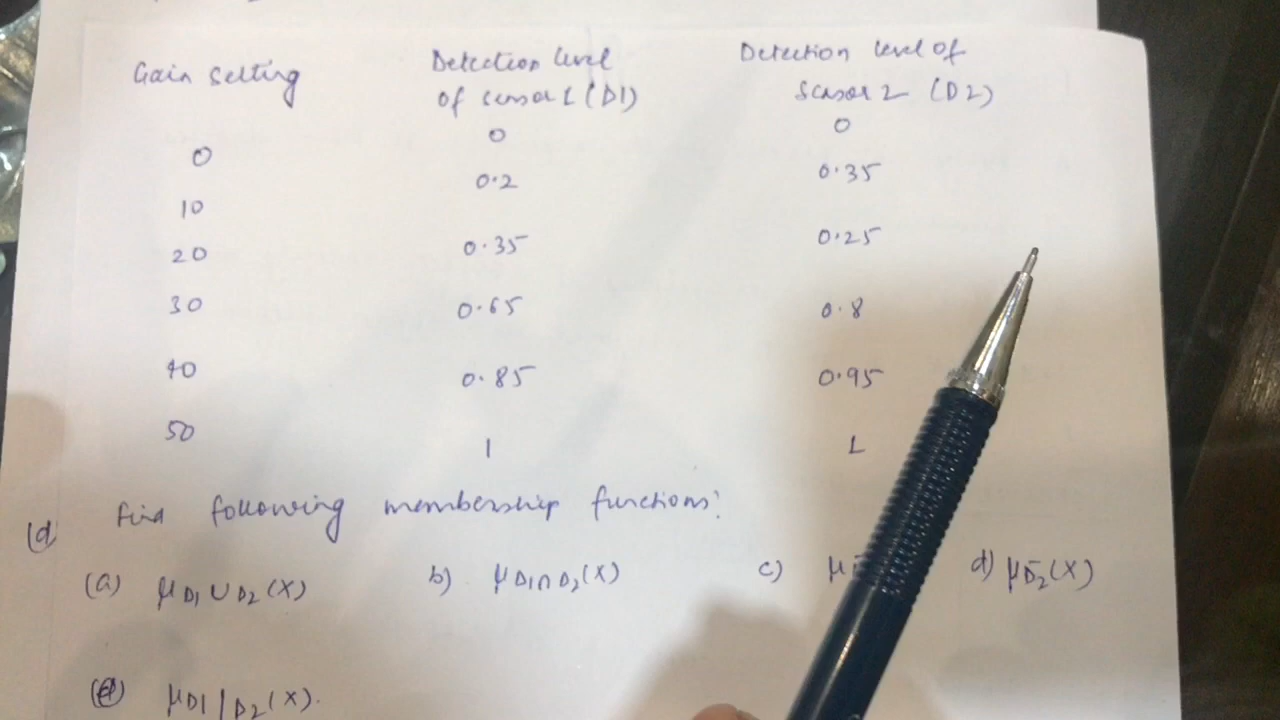 Gain Setting Detection level Detection level of
of sensor 1 (D1) Sensor 2 (D2)
0 0 0
10 0.2 0.35
20 0.35 0.25
30 0.65 0.8
40 0.85 0.95
50 1 1
(d) find following membership functions:
(a) μD1∪D2(X) b) μD1∩D2(X) c) μ d) μD̅2(X)
(e) μD1|D2(X).